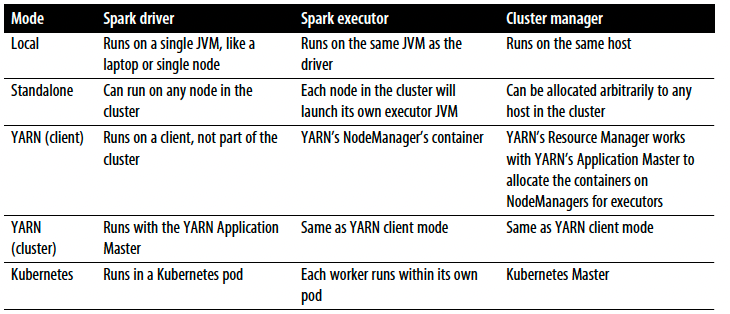 Mode Spark driver Spark executor Cluster manager
Local Runs on a single JVM, like a Runs on the same JVM as the Runs on the same host
laptop or single node driver
Standalone Can run on any node in the Each node in the cluster will Can be allocated arbitrarily to any
cluster launch its own executor JVM host in the cluster
YARN (client) Runs on a client, not part of the YARN’s NodeManager’s container YARN’s Resource Manager works
cluster with YARN’s Application Master to
allocate the containers on
NodeManagers for executors
YARN Runs with the YARN Application Same as YARN client mode Same as YARN client mode
(cluster) Master
Kubernetes Runs in a Kubernetes pod Each worker runs within its own Kubernetes Master
pod